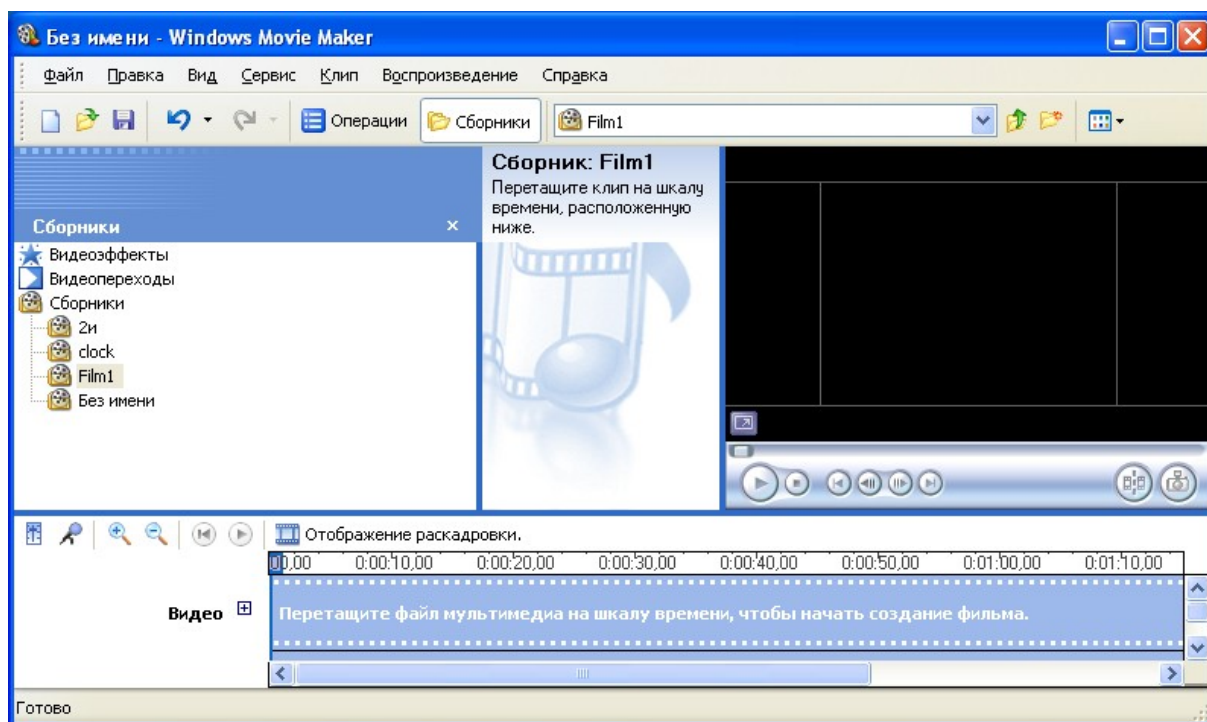 Без имени - Windows Movie Maker
Файл Правка Вид Сервис Клип Воспроизведение Справка
Операции Сборники Film1
Сборник: Film1
Перетащите клип на шкалу
времени, расположенную
ниже.
Сборники
Видеоэффекты
Видеопереходы
Сборники
2и
clock
Film1
Без имени
Отображение раскадровки.
0,00 0:00:10,00 0:00:20,00 0:00:30,00 0:00:40,00 0:00:50,00 0:01:00,00 0:01:10,00
Видео
Перетащите файл мультимедиа на шкалу времени, чтобы начать создание фильма.
Готово